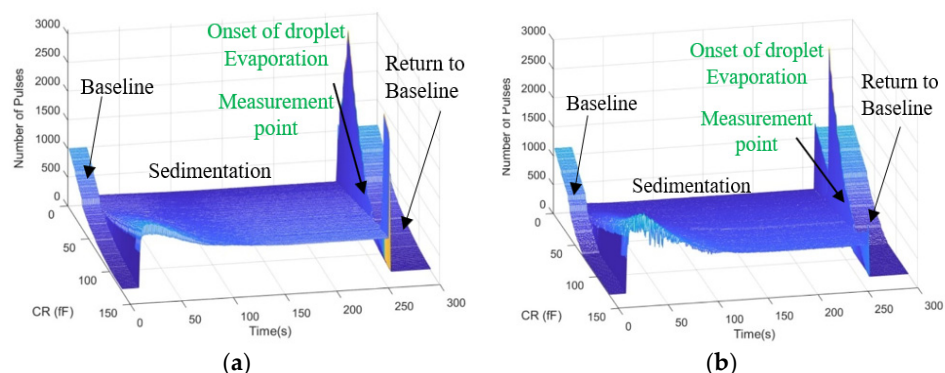 3000
2500
2000
1500
1000
500
0
Number of Pulses
Baseline
Onset of droplet
Evaporation
Measurement
point
Return to
Baseline
Sedimentation
0
50
100
150
CR (fF)
0
50
100
150
200
250
300
Time(s)
(a)
3000
2500
2000
1500
1000
500
0
Number of Pulses
Baseline
Onset of droplet
Evaporation
Measurement
point
Return to
Baseline
Sedimentation
0
50
100
150
CR (fF)
0
50
100
150
200
250
300
Time(s)
(b)